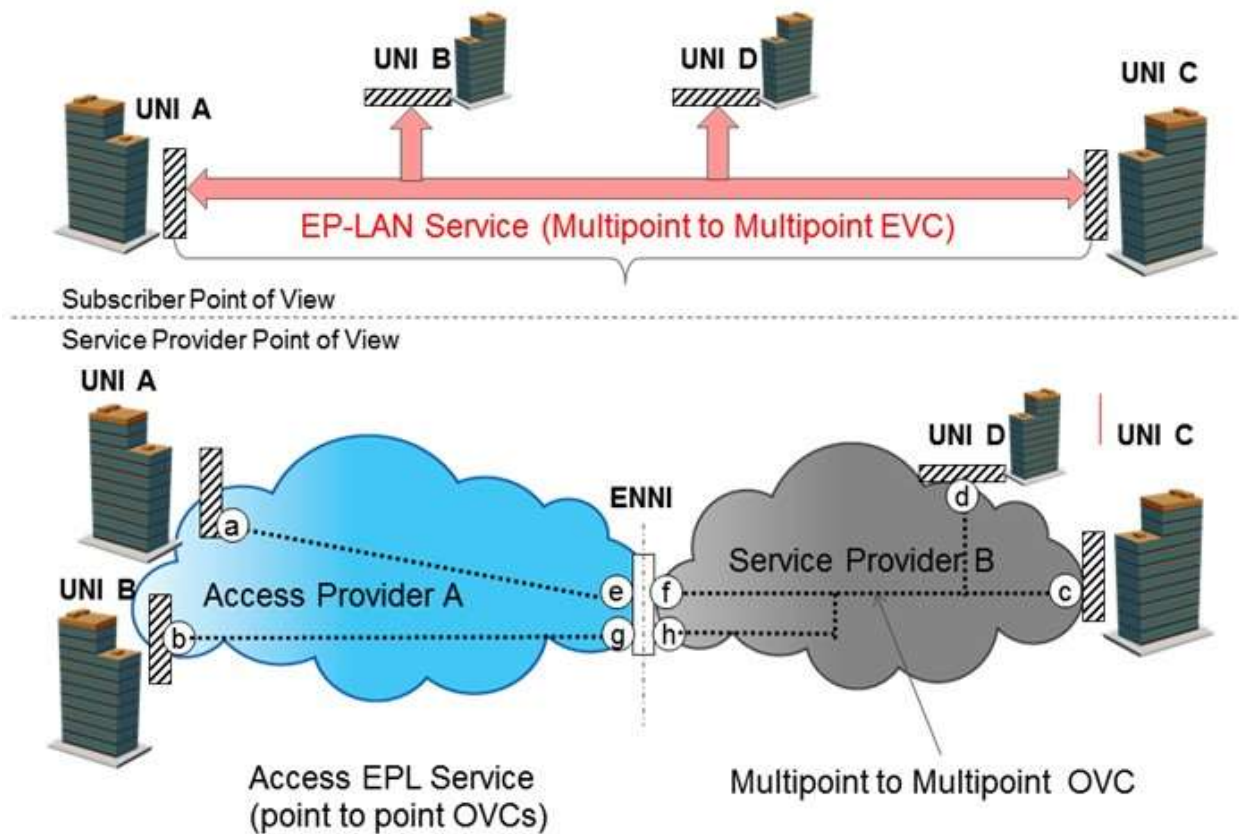 UNI B
UNI D
UNI C
UNI A
EP-LAN Service (Multipoint to Multipoint EVC)
Subscriber Point of View
Service Provider Point of View
UNI A
UNI D
UNI C
ENNI
d
a
Service Provider B
UNI B
Access Provider A
e
f
c
b
g
h
Access EPL Service
(point to point OVCs)
Multipoint to Multipoint OVC